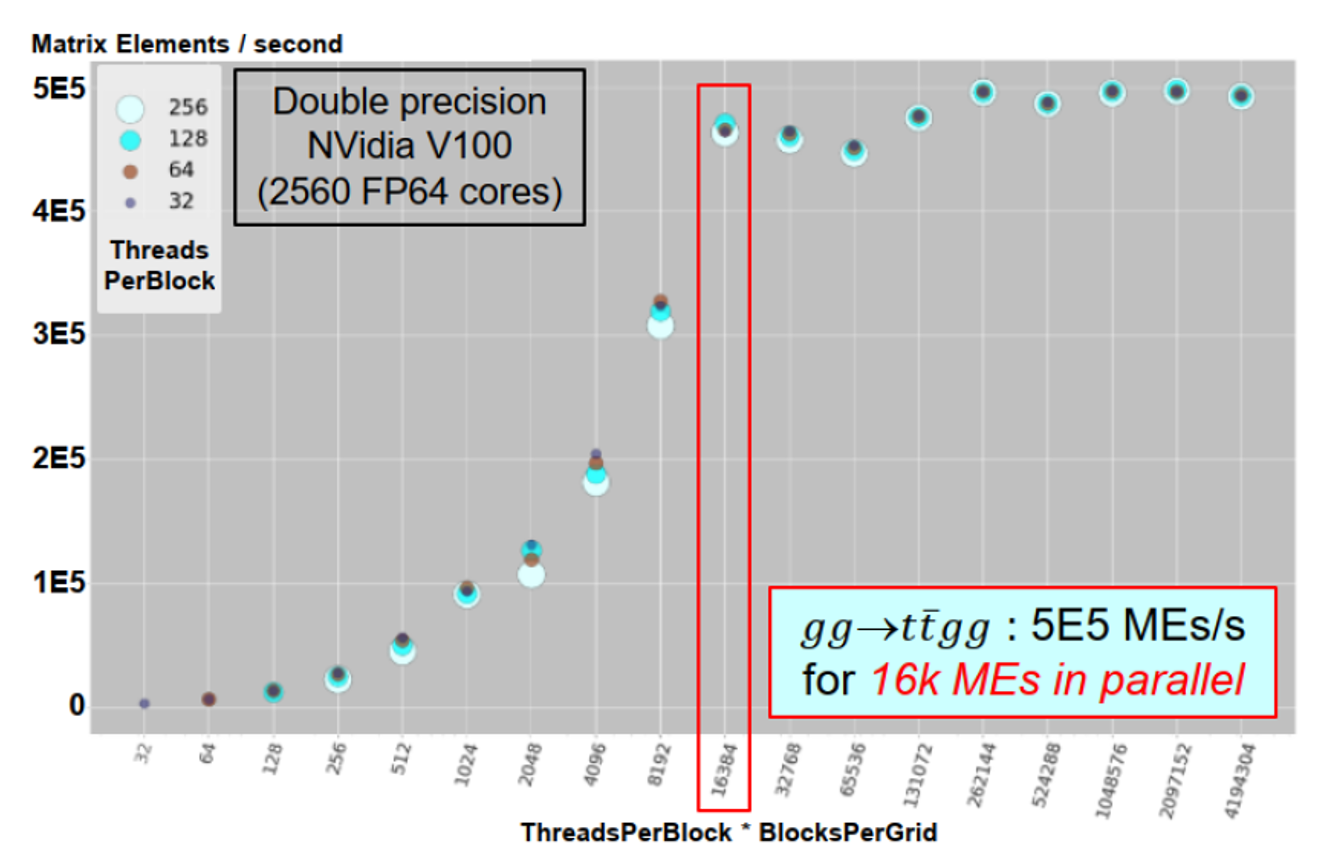 Matrix Elements / second
5E5
4E5
3E5
2E5
1E5
0
256
128
64
32
Threads
PerBlock
Double precision
NVidia V100
(2560 FP64 cores)
gg→tt̄gg : 5E5 MEs/s
for 16k MEs in parallel
32
64
128
256
512
1024
2048
4096
8192
16384
32768
65536
131072
262144
524288
1048576
2097152
4194304
ThreadsPerBlock * BlocksPerGrid